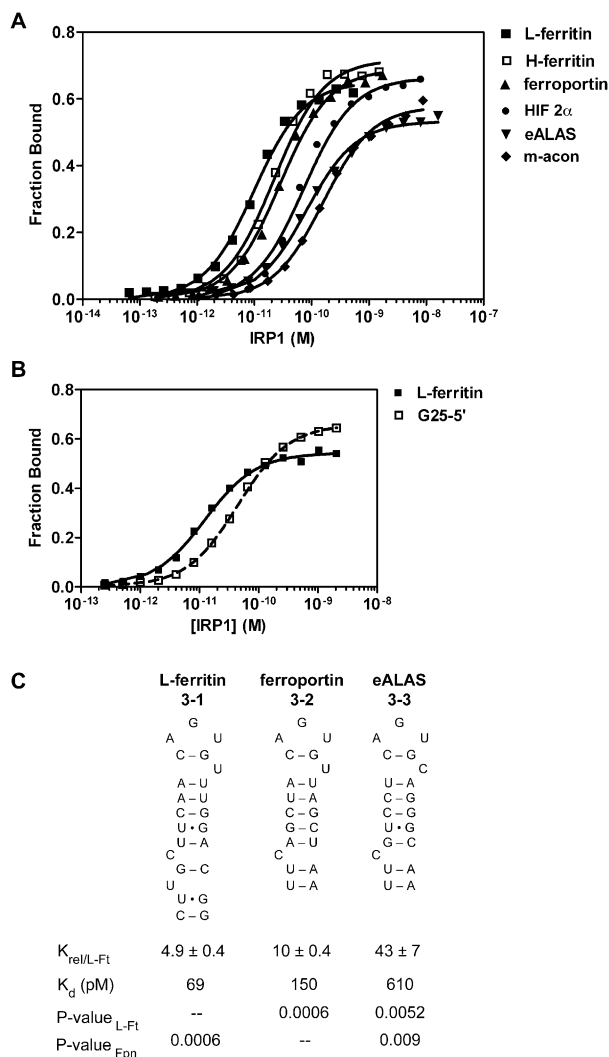 A
0.8
0.6
0.4
0.2
0.0
Fraction Bound
10-14 10-13 10-12 10-11 10-10 10-9 10-8 10-7
IRP1 (M)
L-ferritin
H-ferritin
ferroportin
HIF 2α
eALAS
m-acon
B
0.8
0.6
0.4
0.2
0.0
Fraction Bound
10-13 10-12 10-11 10-10 10-9 10-8
[IRP1] (M)
L-ferritin
G25-5'
C
L-ferritin ferroportin eALAS
3-1 3-2 3-3
G G G
A U A U A U
C G C – G C G
U U C
A – U A – U U – A
A – U U – A C – G
C – G C – G C – G
U • G G – C U • G
U – A A – U G – C
C C C
G – C U – A U – A
U U – A U – A
U • G
C – G
Krel/L-Ft 4.9 ± 0.4 10 ± 0.4 43 ± 7
Kd (pM) 69 150 610
P-value L-Ft -- 0.0006 0.0052
P-value Fpn 0.0006 -- 0.009